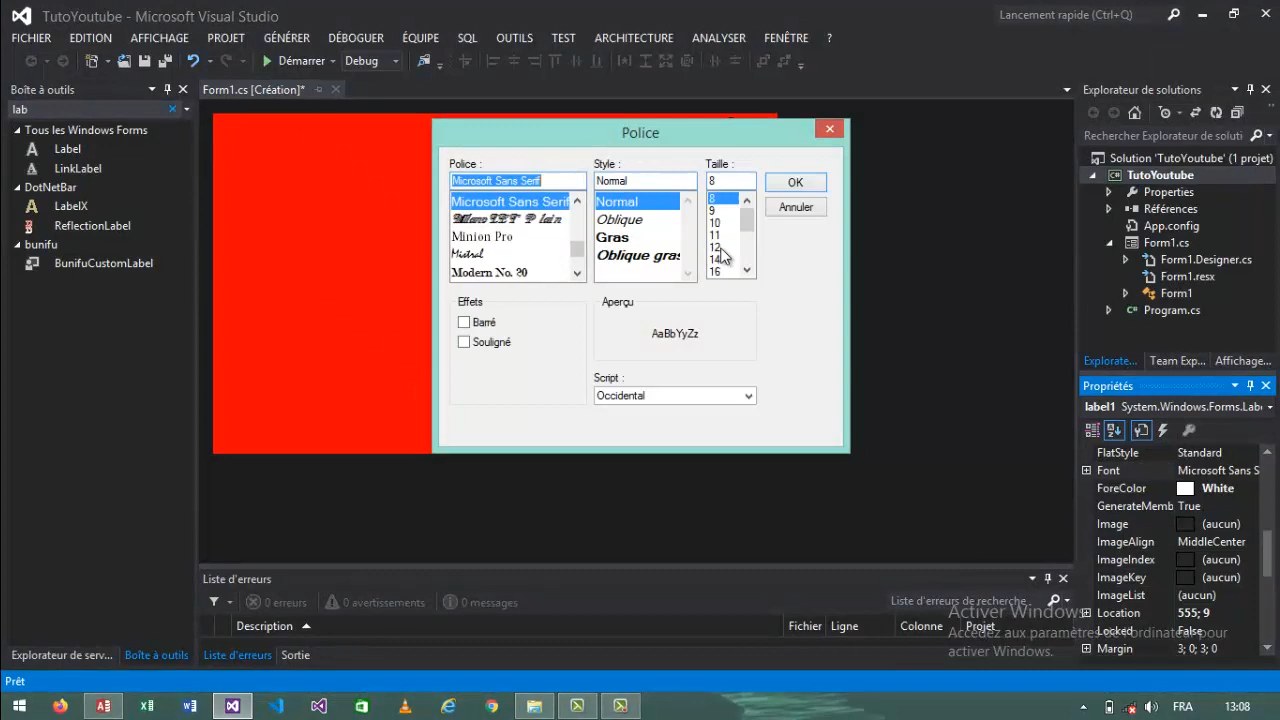 TutoYoutube - Microsoft Visual Studio
Lancement rapide (Ctrl+Q)
FICHIER EDITION AFFICHAGE PROJET GÉNÉRER DÉBOGUER ÉQUIPE SQL OUTILS TEST ARCHITECTURE ANALYSER FENÊTRE ?
Démarrer Debug
Boîte à outils
lab
Tous les Windows Forms
Label
LinkLabel
DotNetBar
LabelX
ReflectionLabel
bunifu
BunifuCustomLabel
Form1.cs [Création]*
Police
Police :
Style :
Taille :
Microsoft Sans Serif
Normal
8
OK
Annuler
Microsoft Sans Serif
Milano LET Plain
Minion Pro
Mistral
Modern No. 20
Normal
Oblique
Gras
Oblique gras
8
9
10
11
12
14
16
Effets
Barré
Souligné
Aperçu
AaBbYyZz
Script :
Occidental
Explorateur de solutions
Rechercher Explorateur de soluti
Solution 'TutoYoutube' (1 projet)
TutoYoutube
Properties
Références
App.config
Form1.cs
Form1.Designer.cs
Form1.resx
Form1
Program.cs
Explorate... Team Exp... Affichage...
Propriétés
label1 System.Windows.Forms.Labe
FlatStyle Standard
Font Microsoft Sans S
ForeColor White
GenerateMemb True
Image (aucun)
ImageAlign MiddleCenter
ImageIndex (aucun)
ImageKey (aucun)
ImageList (aucun)
Location 555; 9
Locked False
Margin 3; 0; 3; 0
Liste d'erreurs
0 erreurs 0 avertissements 0 messages
Liste d'erreurs de recherche
Description Fichier Ligne Colonne Projet
Activer Windows
Accédez aux paramètres de l'ordinateur pour
activer Windows.
Explorateur de serv... Boîte à outils Liste d'erreurs Sortie
Prêt
FRA 13:08